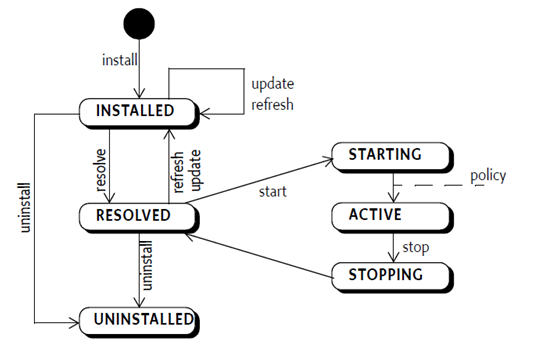 install
update
refresh
INSTALLED
resolve
refresh
update
STARTING
policy
start
uninstall
RESOLVED
ACTIVE
stop
uninstall
STOPPING
UNINSTALLED